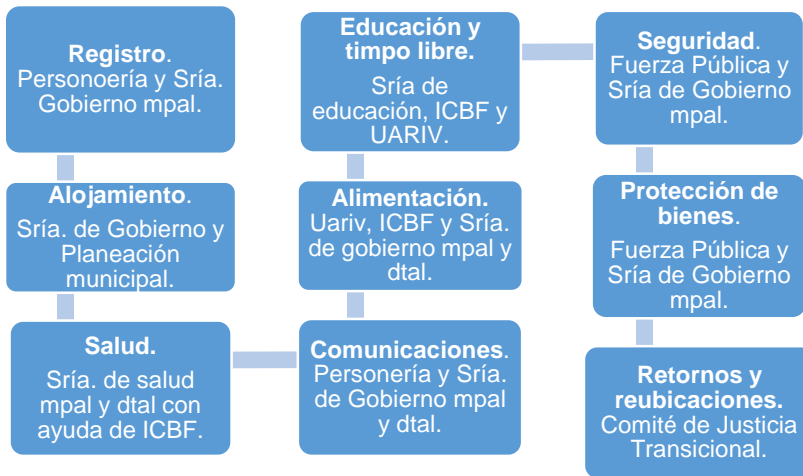 Registro.
Personoería y Sría.
Gobierno mpal.
Alojamiento.
Sría. de Gobierno y
Planeación
municipal.
Salud.
Sría. de salud
mpal y dtal con
ayuda de ICBF.
Comunicaciones.
Personería y Sría.
de Gobierno mpal
y dtal.
Alimentación.
Uariv, ICBF y Sría.
de gobierno mpal y
dtal.
Educación y
timpo libre.
Sría de
educación, ICBF y
UARIV.
Seguridad.
Fuerza Pública y
Sría de Gobierno
mpal.
Protección de
bienes.
Fuerza Pública y
Sría de Gobierno
mpal.
Retornos y
reubicaciones.
Comité de Justicia
Transicional.